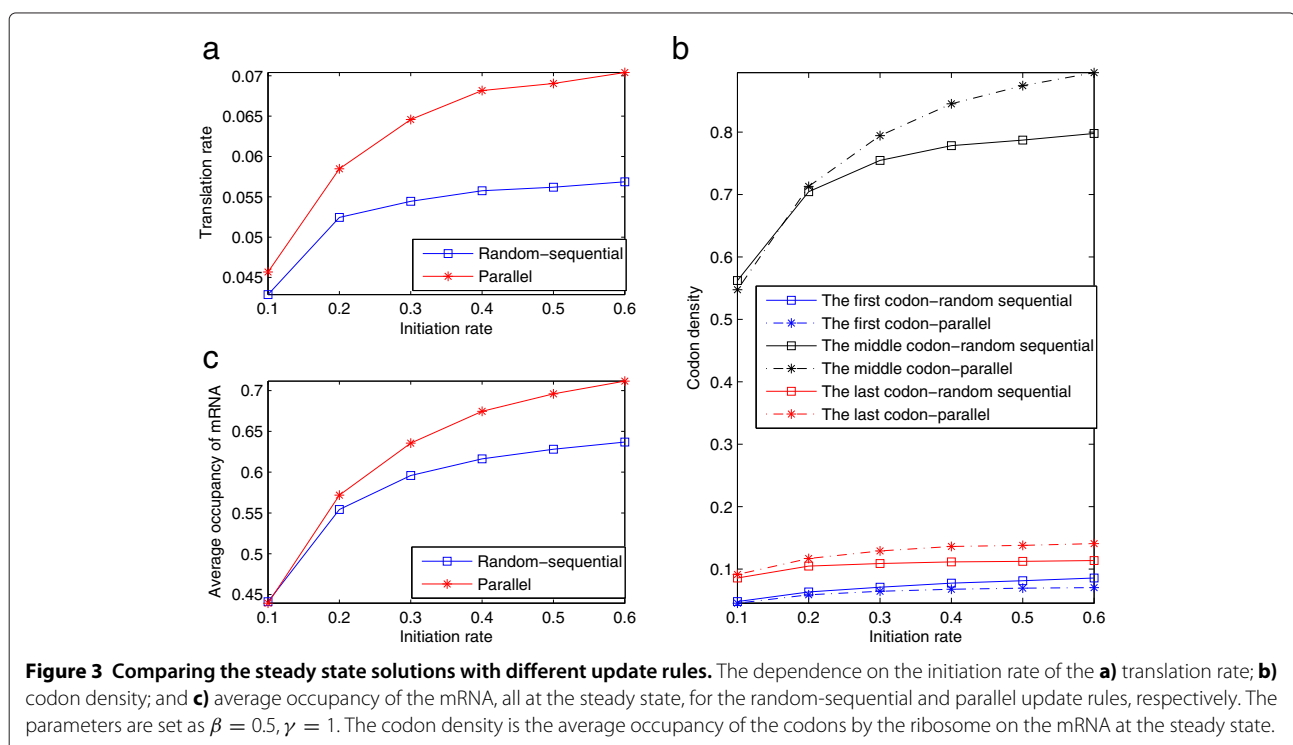 a
0.07
0.065
0.06
0.055
0.05
0.045
Translation rate
Random−sequential
Parallel
0.1 0.2 0.3 0.4 0.5 0.6
Initiation rate
b
0.8
0.7
0.6
0.5
0.4
0.3
0.2
0.1
Codon density
The first codon−random sequential
The first codon−parallel
The middle codon−random sequential
The middle codon−parallel
The last codon−random sequential
The last codon−parallel
0.1 0.2 0.3 0.4 0.5 0.6
Initiation rate
c
0.7
0.65
0.6
0.55
0.5
0.45
Average occupancy of mRNA
Random−sequential
Parallel
0.1 0.2 0.3 0.4 0.5 0.6
Initiation rate
Figure 3 Comparing the steady state solutions with different update rules. The dependence on the initiation rate of the a) translation rate; b)
codon density; and c) average occupancy of the mRNA, all at the steady state, for the random-sequential and parallel update rules, respectively. The
parameters are set as β = 0.5, γ = 1. The codon density is the average occupancy of the codons by the ribosome on the mRNA at the steady state.